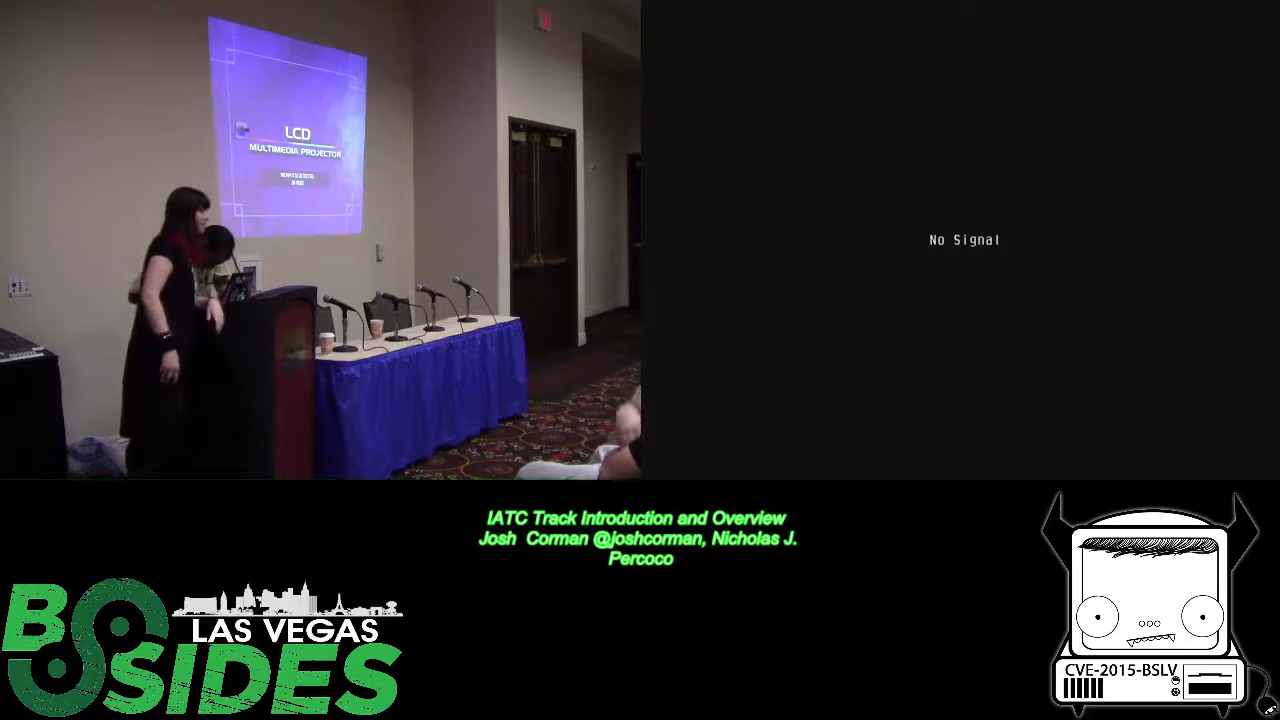 LCD
MULTIMEDIA PROJECTOR
No Signal
IATC Track Introduction and Overview
Josh Corman @joshcorman, Nicholas J.
Percoco
BSIDES
LAS VEGAS
CVE-2015-BSLV